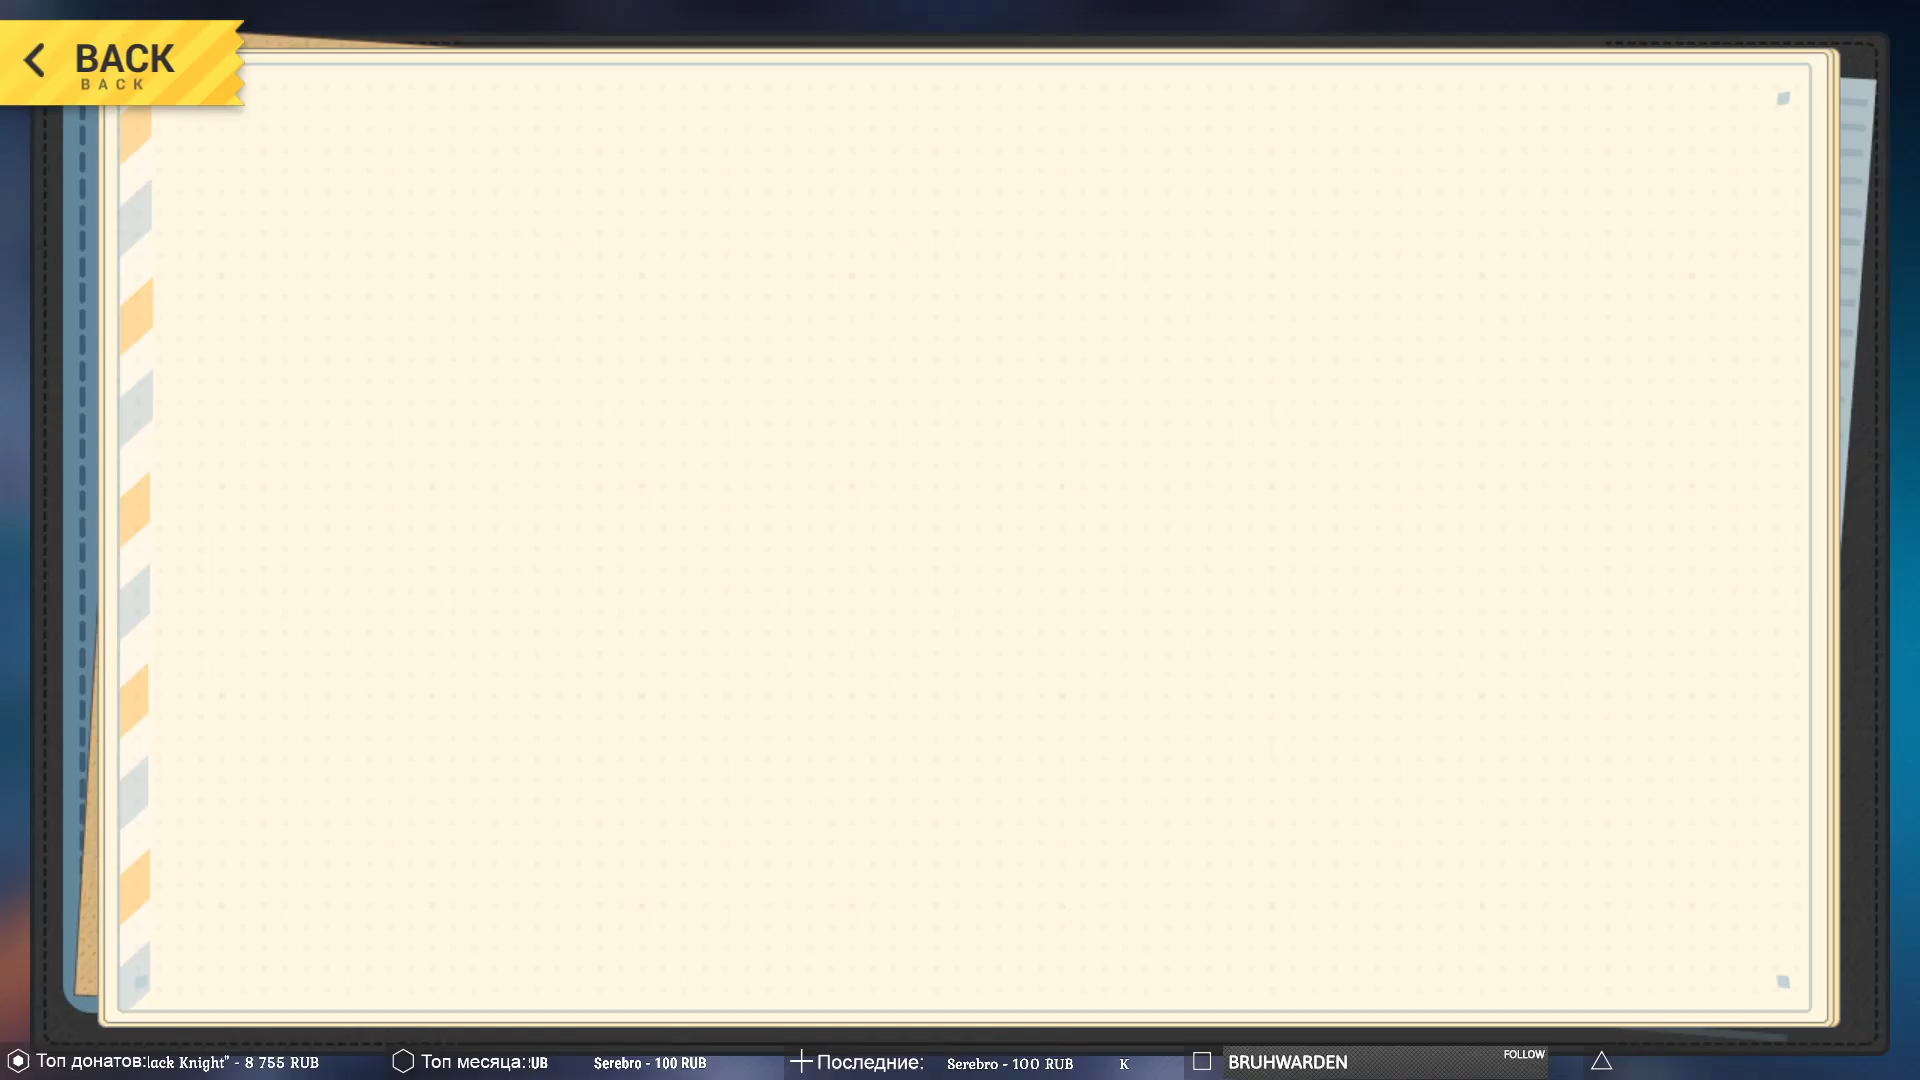 BACK
BACK
Топ донатов: lack Knight" - 8 755 RUB
Топ месяца: UB Serebro - 100 RUB
Последние: Serebro - 100 RUB K
BRUHWARDEN
FOLLOW